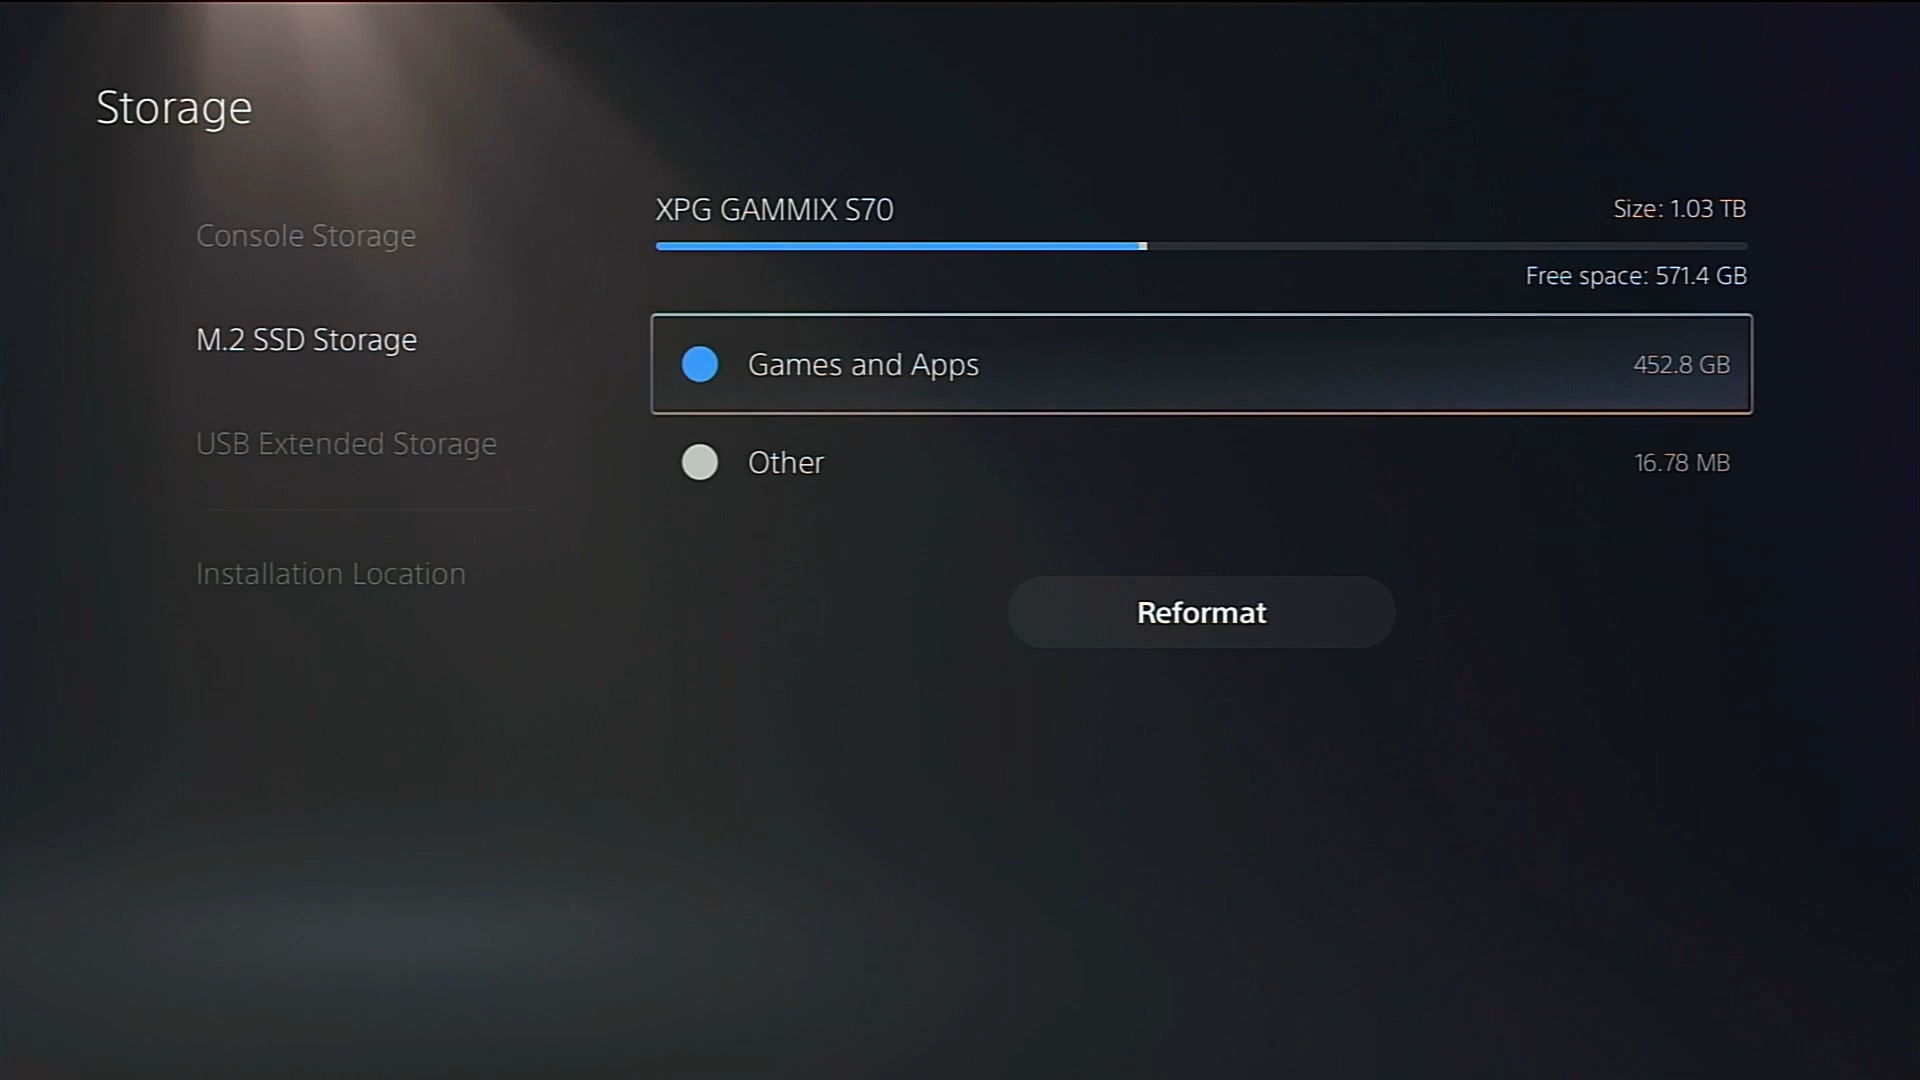 Storage
Console Storage
M.2 SSD Storage
USB Extended Storage
Installation Location
XPG GAMMIX S70
Size: 1.03 TB
Free space: 571.4 GB
Games and Apps
452.8 GB
Other
16.78 MB
Reformat